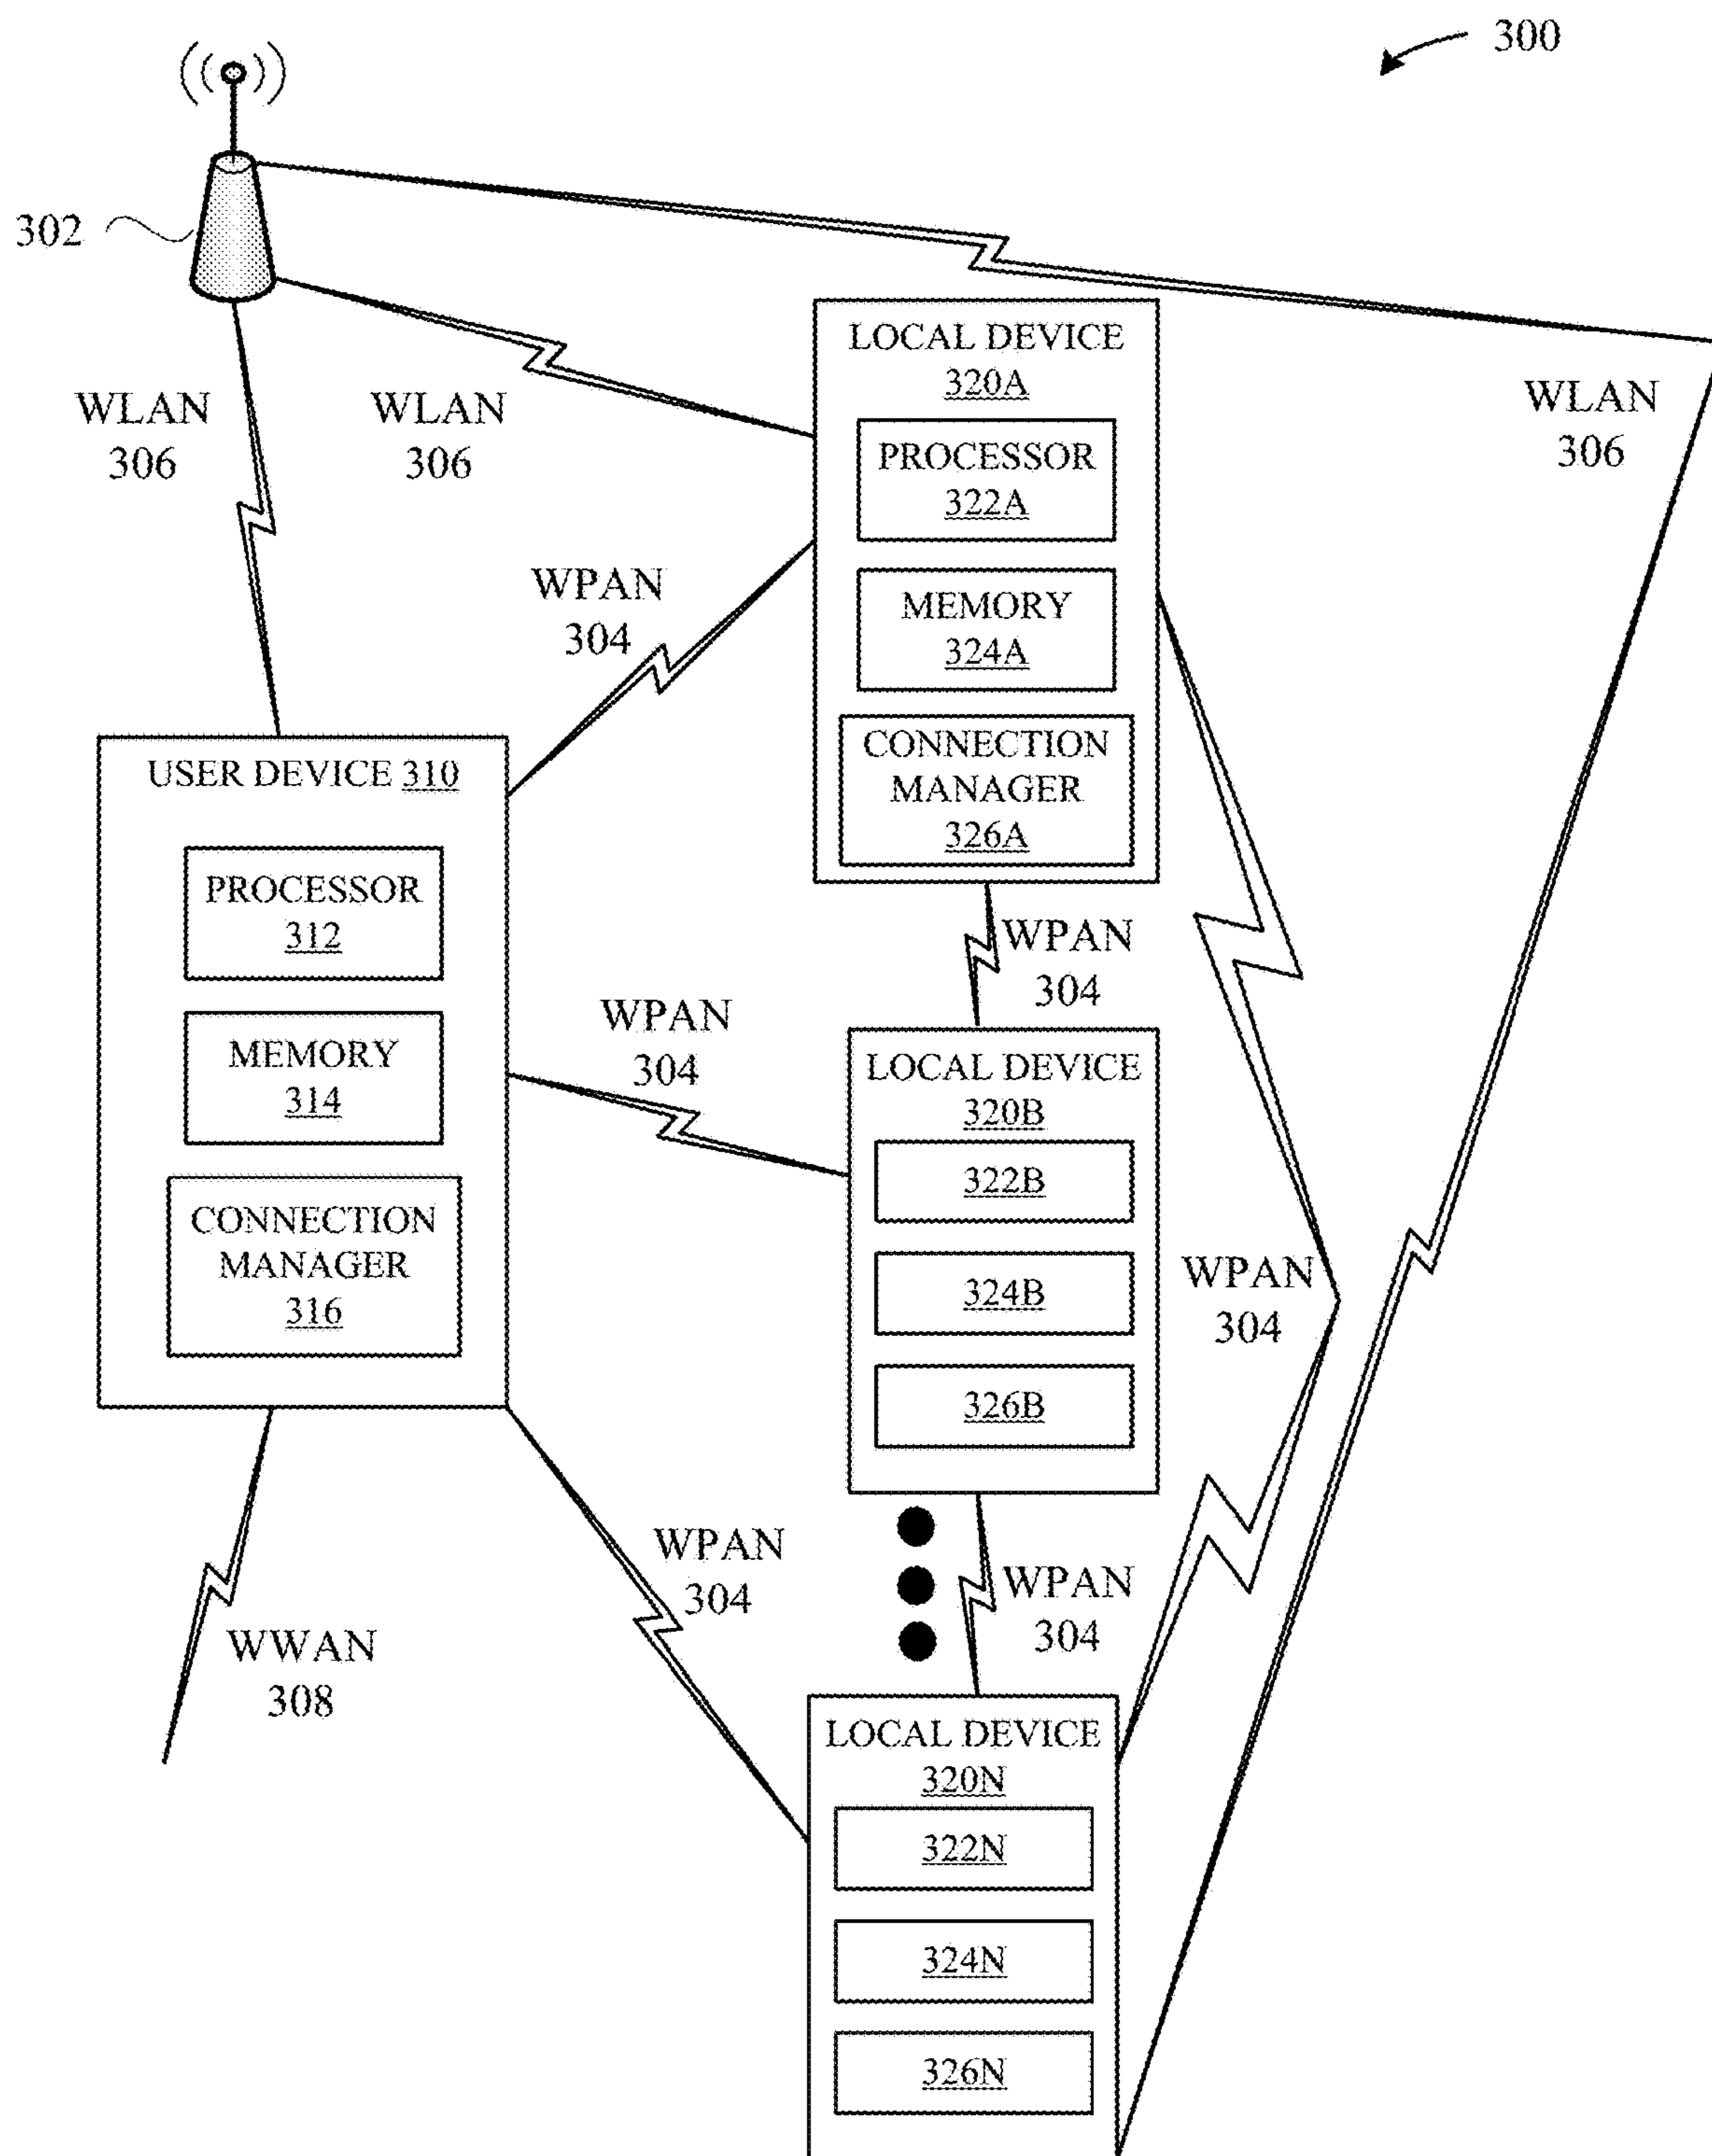 300
302
WLAN
306
WLAN
306
WLAN
306
LOCAL DEVICE
320A
PROCESSOR
322A
MEMORY
324A
CONNECTION
MANAGER
326A
WPAN
304
USER DEVICE 310
PROCESSOR
312
MEMORY
314
CONNECTION
MANAGER
316
WPAN
304
WPAN
304
LOCAL DEVICE
320B
322B
324B
326B
WPAN
304
WPAN
304
WPAN
304
WWAN
308
LOCAL DEVICE
320N
322N
324N
326N